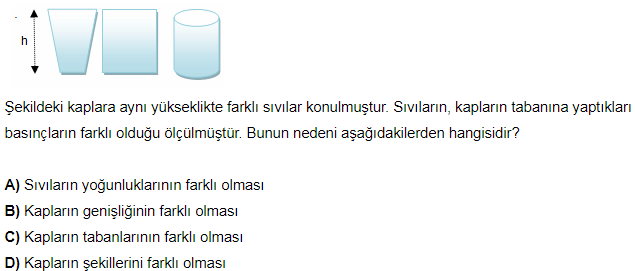 h
Şekildeki kaplara aynı yükseklikte farklı sıvılar konulmuştur. Sıvıların, kapların tabanına yaptıkları
basınçların farklı olduğu ölçülmüştür. Bunun nedeni aşağıdakilerden hangisidir?
A) Sıvıların yoğunluklarının farklı olması
B) Kapların genişliğinin farklı olması
C) Kapların tabanlarının farklı olması
D) Kapların şekillerini farklı olması